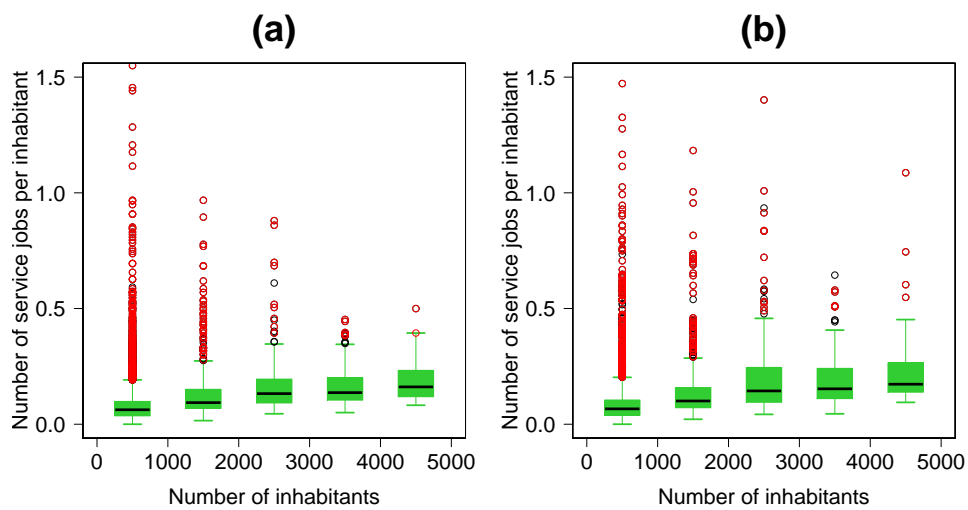 (a)
Number of service jobs per inhabitant
1.5
1.0
0.5
0.0
0 1000 2000 3000 4000 5000
Number of inhabitants
(b)
Number of service jobs per inhabitant
1.5
1.0
0.5
0.0
0 1000 2000 3000 4000 5000
Number of inhabitants